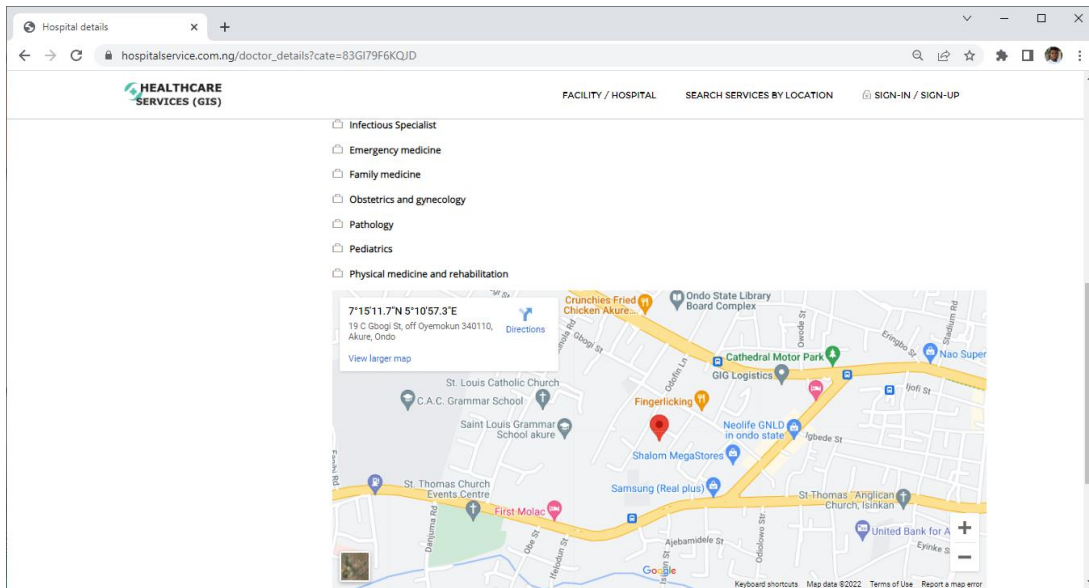 Hospital details
hospitalservice.com.ng/doctor_details?cate=83GI79F6KQJD
HEALTHCARE
SERVICES (GIS)
FACILITY / HOSPITAL
SEARCH SERVICES BY LOCATION
SIGN-IN / SIGN-UP
Infectious Specialist
Emergency medicine
Family medicine
Obstetrics and gynecology
Pathology
Pediatrics
Physical medicine and rehabilitation
7°15'11.7"N 5°10'57.3"E
19 C Gbogi St, off Oyemokun 340110,
Akure, Ondo
Directions
View larger map
Crunchies Fried
Chicken Akure...
Ondo State Library
Board Complex
Gbogi St
Odofin Ln
Owode St
Stadium Rd
Eringbo St
Nao Super
Cathedral Motor Park
GIG Logistics
Ijofi St
St. Louis Catholic Church
C.A.C. Grammar School
Fingerlicking
Saint Louis Grammar
School akure
Neolife GNLD
in ondo state
Igbede St
Shalom MegaStores
St. Thomas Church
Events Centre
Samsung (Real plus)
St Thomas Anglican
Church, Isinkan
First Molac
Danjuma Rd
Obe St
Ajebamidele St
Odiolowo Str
United Bank for A
Eyinke S
Google
Keyboard shortcuts
Map data ©2022
Terms of Use
Report a map error